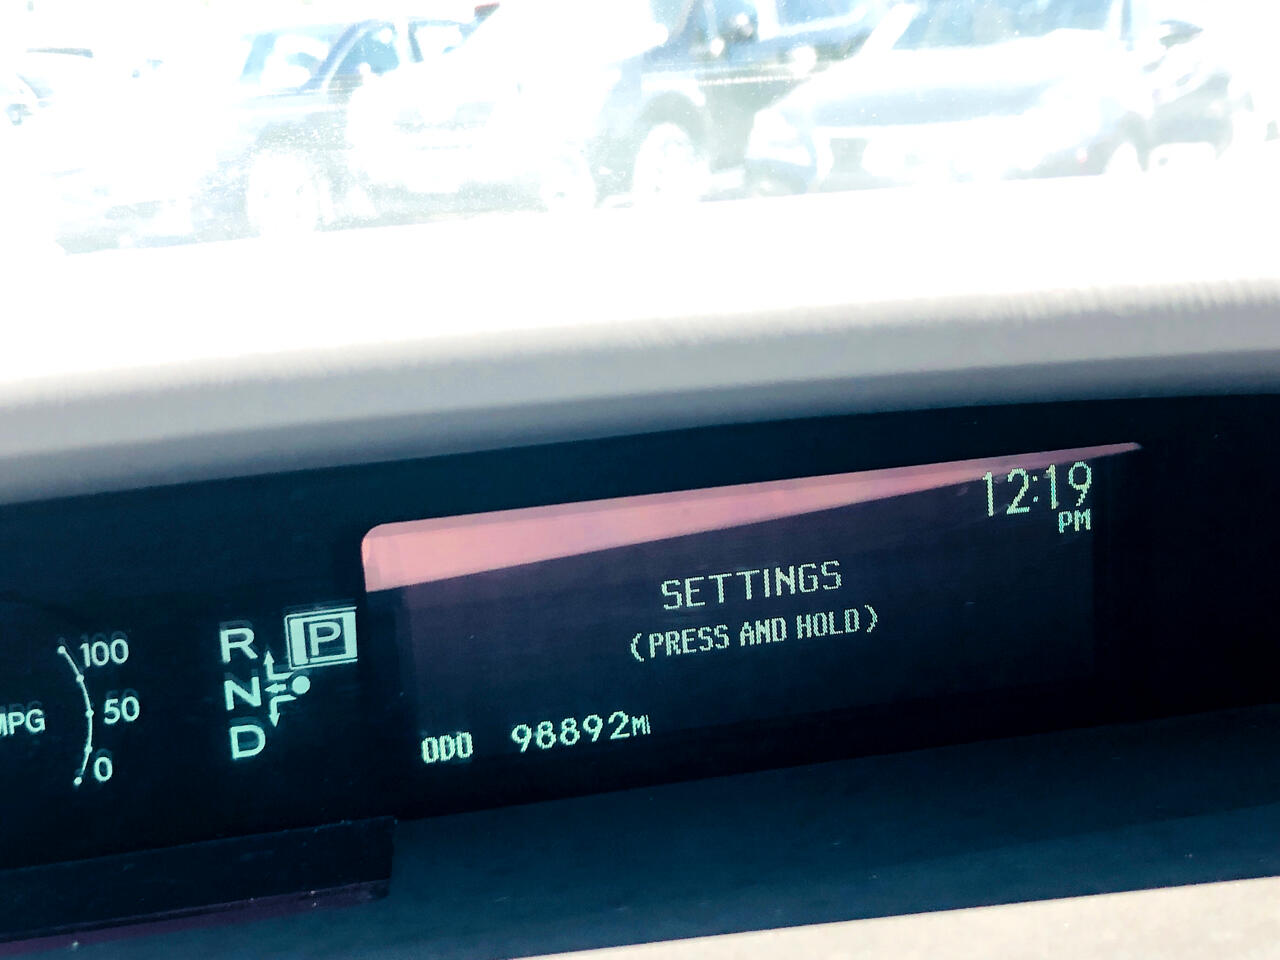 12:19
PM
SETTINGS
(PRESS AND HOLD)
ODO 98892MI
R P
N
D
100
MPG 50
0